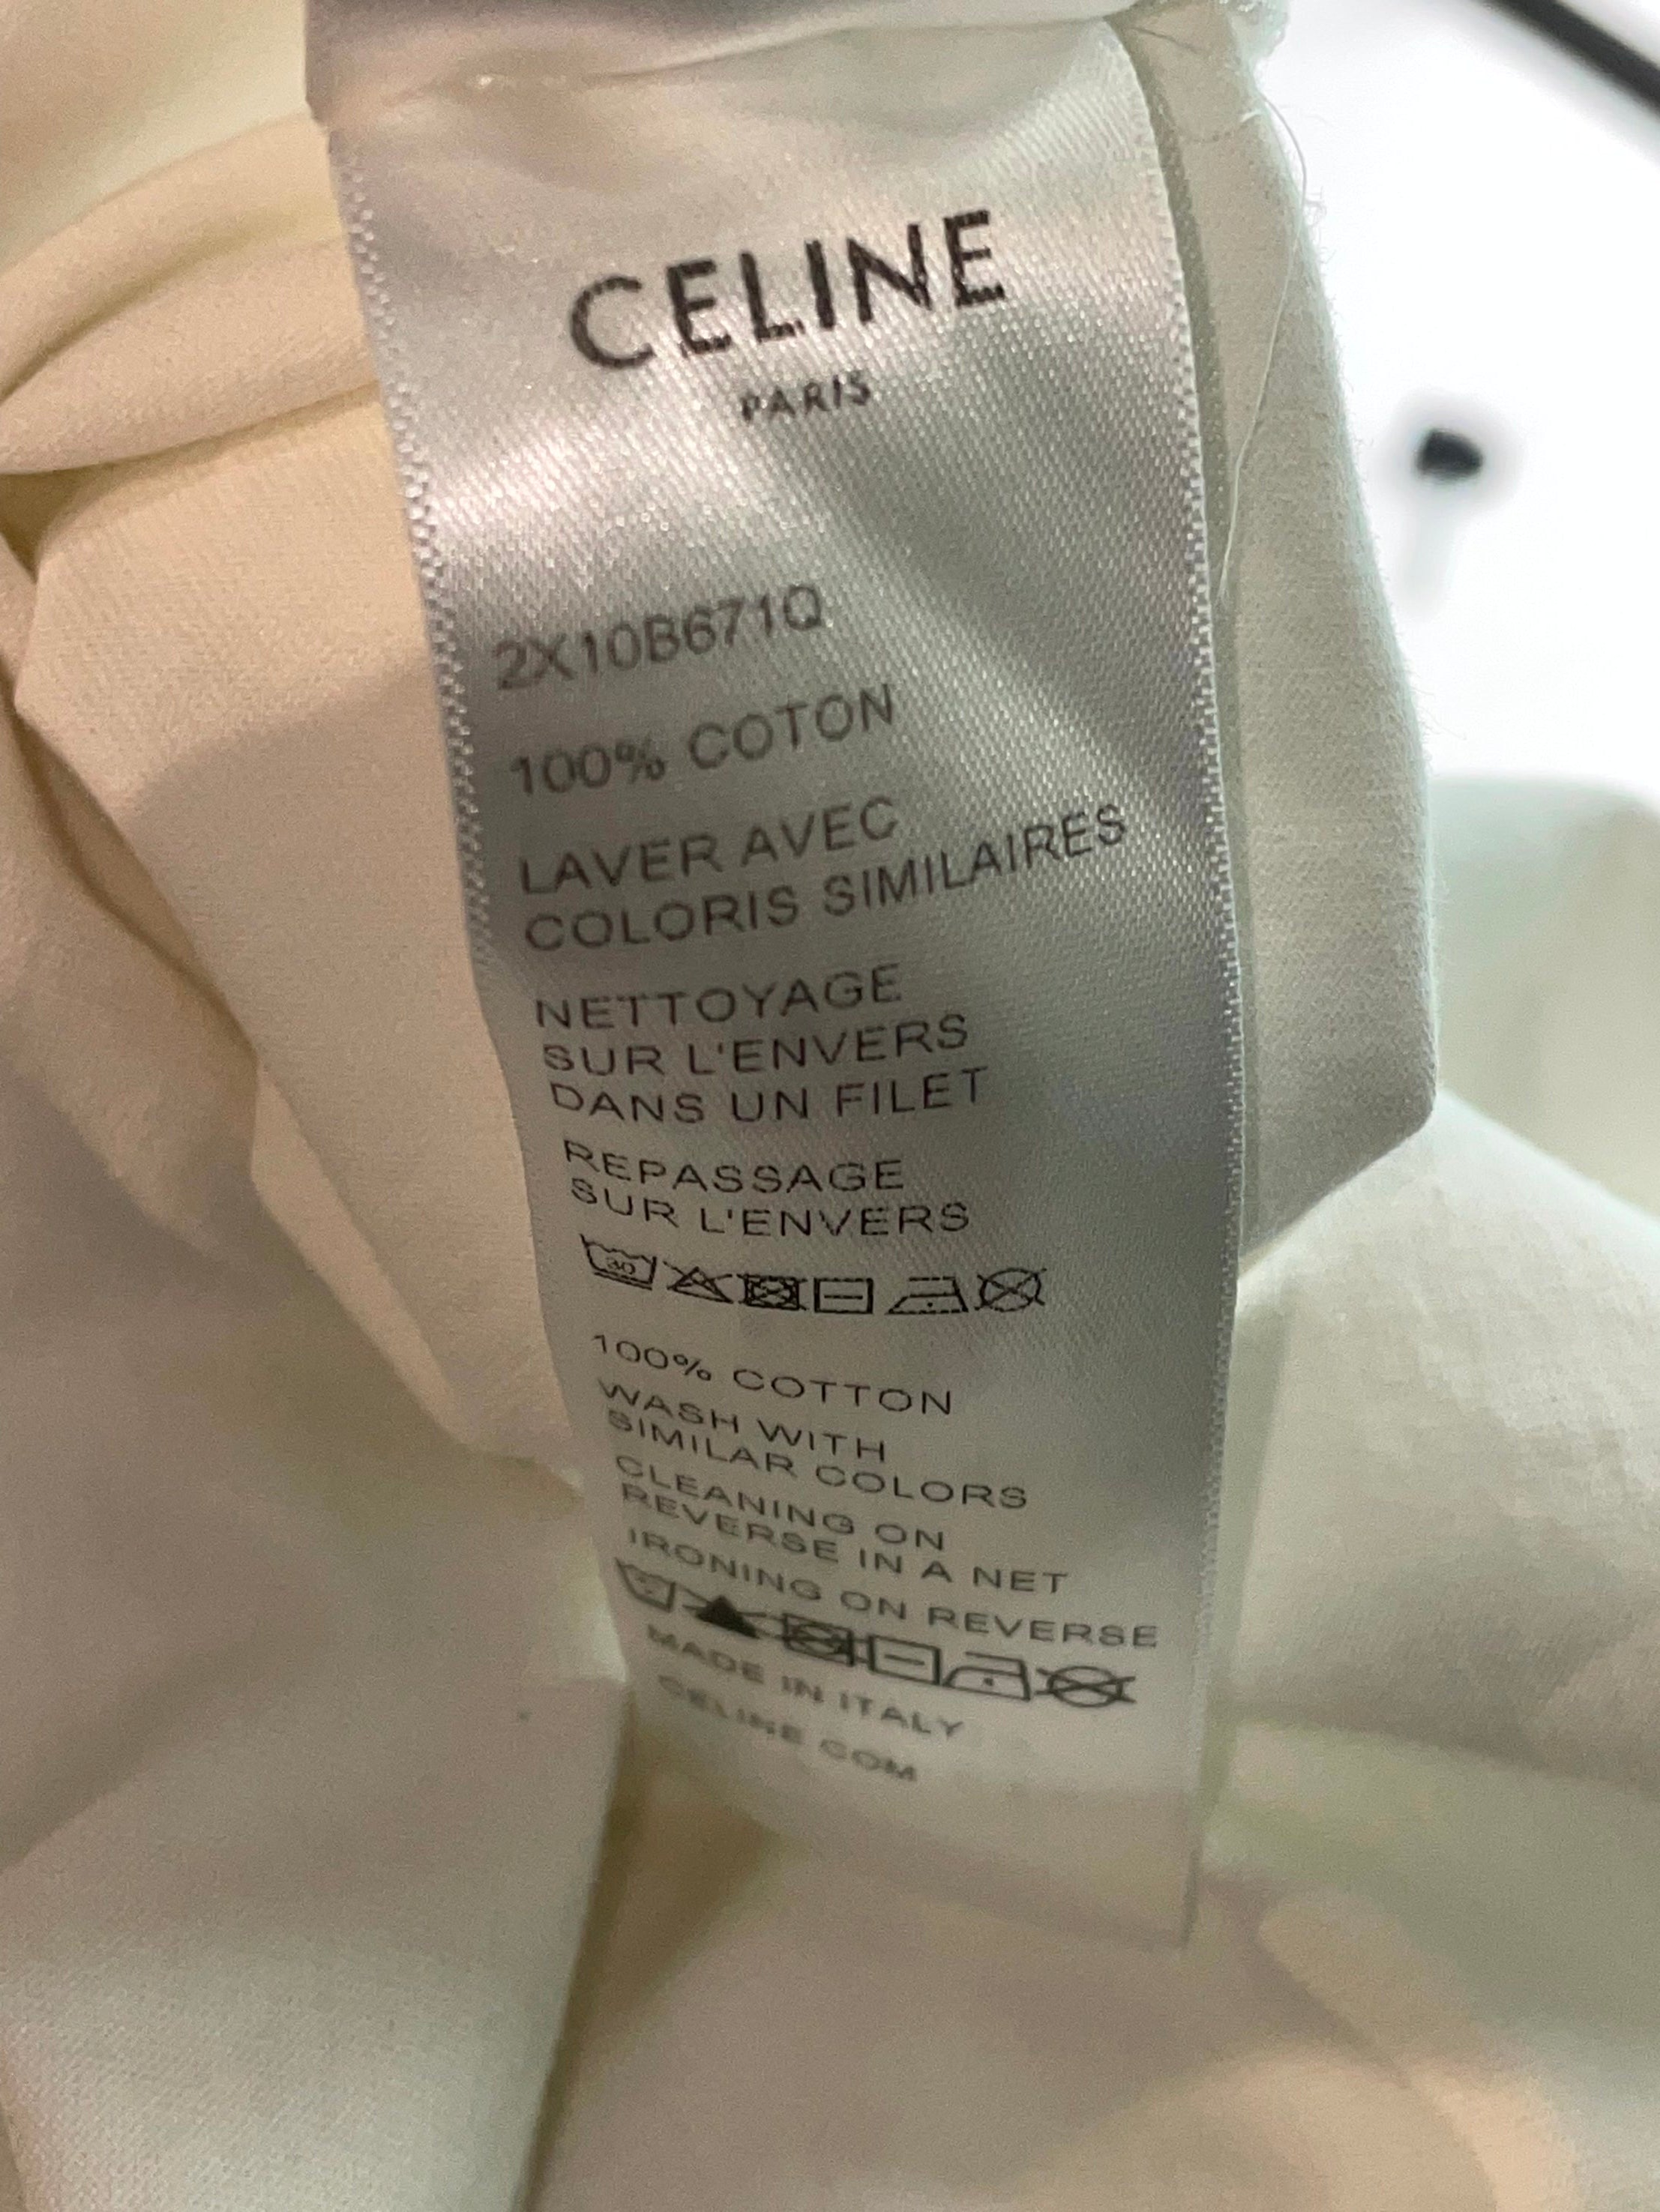 CELINE
PARIS
2X10B671Q
100% COTON
LAVER AVEC
COLORIS SIMILAIRES
NETTOYAGE
SUR L'ENVERS
DANS UN FILET
REPASSAGE
SUR L'ENVERS
30
100% COTTON
WASH WITH
SIMILAR COLORS
CLEANING ON
REVERSE IN A NET
IRONING ON REVERSE
MADE IN ITALY
CELINE COM